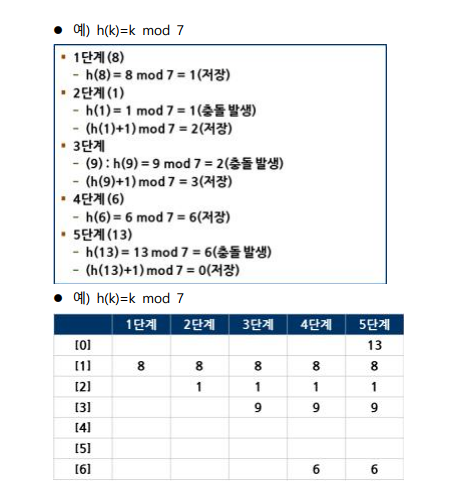 ● 예) h(k)=k mod 7
▪ 1단계(8)
– h(8) = 8 mod 7 = 1(저장)
▪ 2단계(1)
– h(1) = 1 mod 7 = 1(충돌 발생)
– (h(1)+1) mod 7 = 2(저장)
▪ 3단계
– (9) : h(9) = 9 mod 7 = 2(충돌 발생)
– (h(9)+1) mod 7 = 3(저장)
▪ 4단계(6)
– h(6) = 6 mod 7 = 6(저장)
▪ 5단계(13)
– h(13) = 13 mod 7 = 6(충돌 발생)
– (h(13)+1) mod 7 = 0(저장)
● 예) h(k)=k mod 7
1단계 2단계 3단계 4단계 5단계
[0] 13
[1] 8 8 8 8 8
[2] 1 1 1 1
[3] 9 9 9
[4]
[5]
[6] 6 6